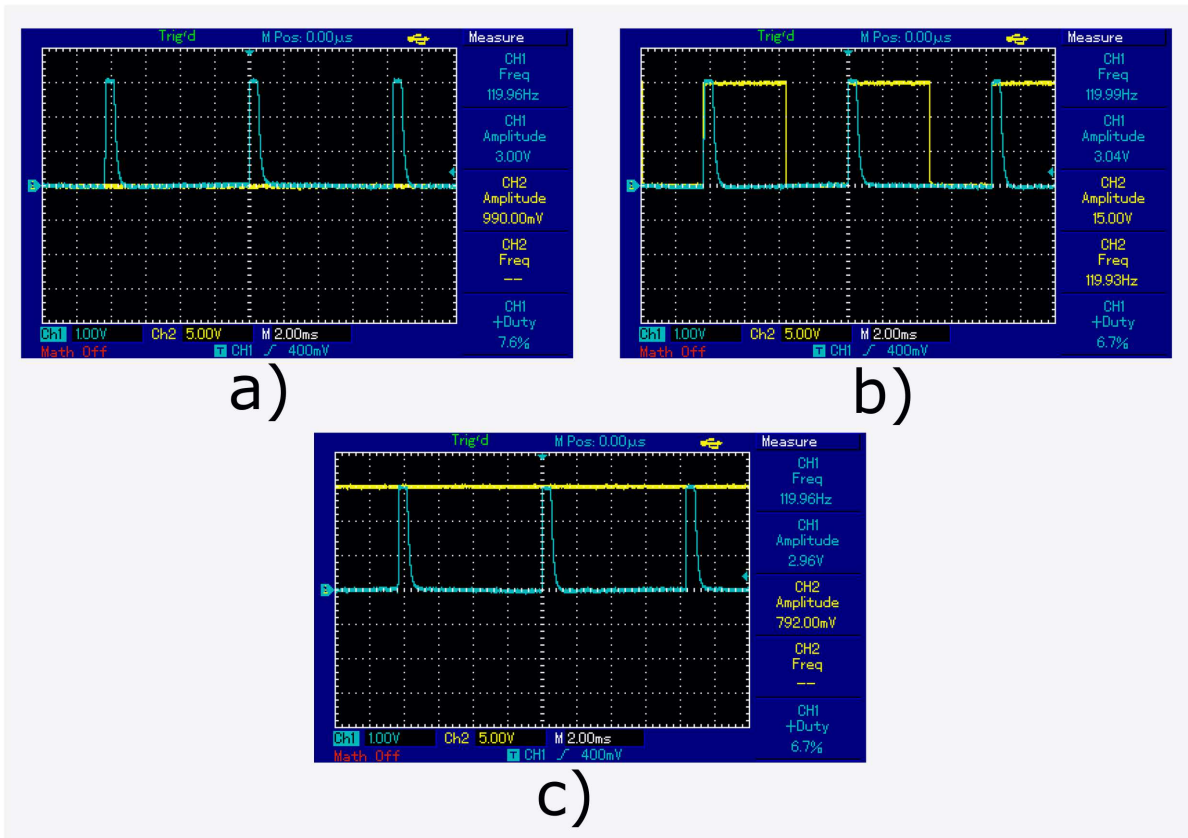 Trig'd M Pos: 0.00µs Measure
CH1
Freq
119.96Hz
CH1
Amplitude
3.00V
CH2
Amplitude
990.00mV
CH2
Freq
--
CH1
+Duty
7.6%
Ch1 1.00V Ch2 5.00V M 2.00ms
Math Off T CH1 400mV
a)
Trig'd M Pos: 0.00µs Measure
CH1
Freq
119.99Hz
CH1
Amplitude
3.04V
CH2
Amplitude
15.00V
CH2
Freq
119.93Hz
CH1
+Duty
6.7%
Ch1 1.00V Ch2 5.00V M 2.00ms
Math Off T CH1 400mV
b)
Trig'd M Pos: 0.00µs Measure
CH1
Freq
119.96Hz
CH1
Amplitude
2.96V
CH2
Amplitude
792.00mV
CH2
Freq
--
CH1
+Duty
6.7%
Ch1 1.00V Ch2 5.00V M 2.00ms
Math Off T CH1 400mV
c)